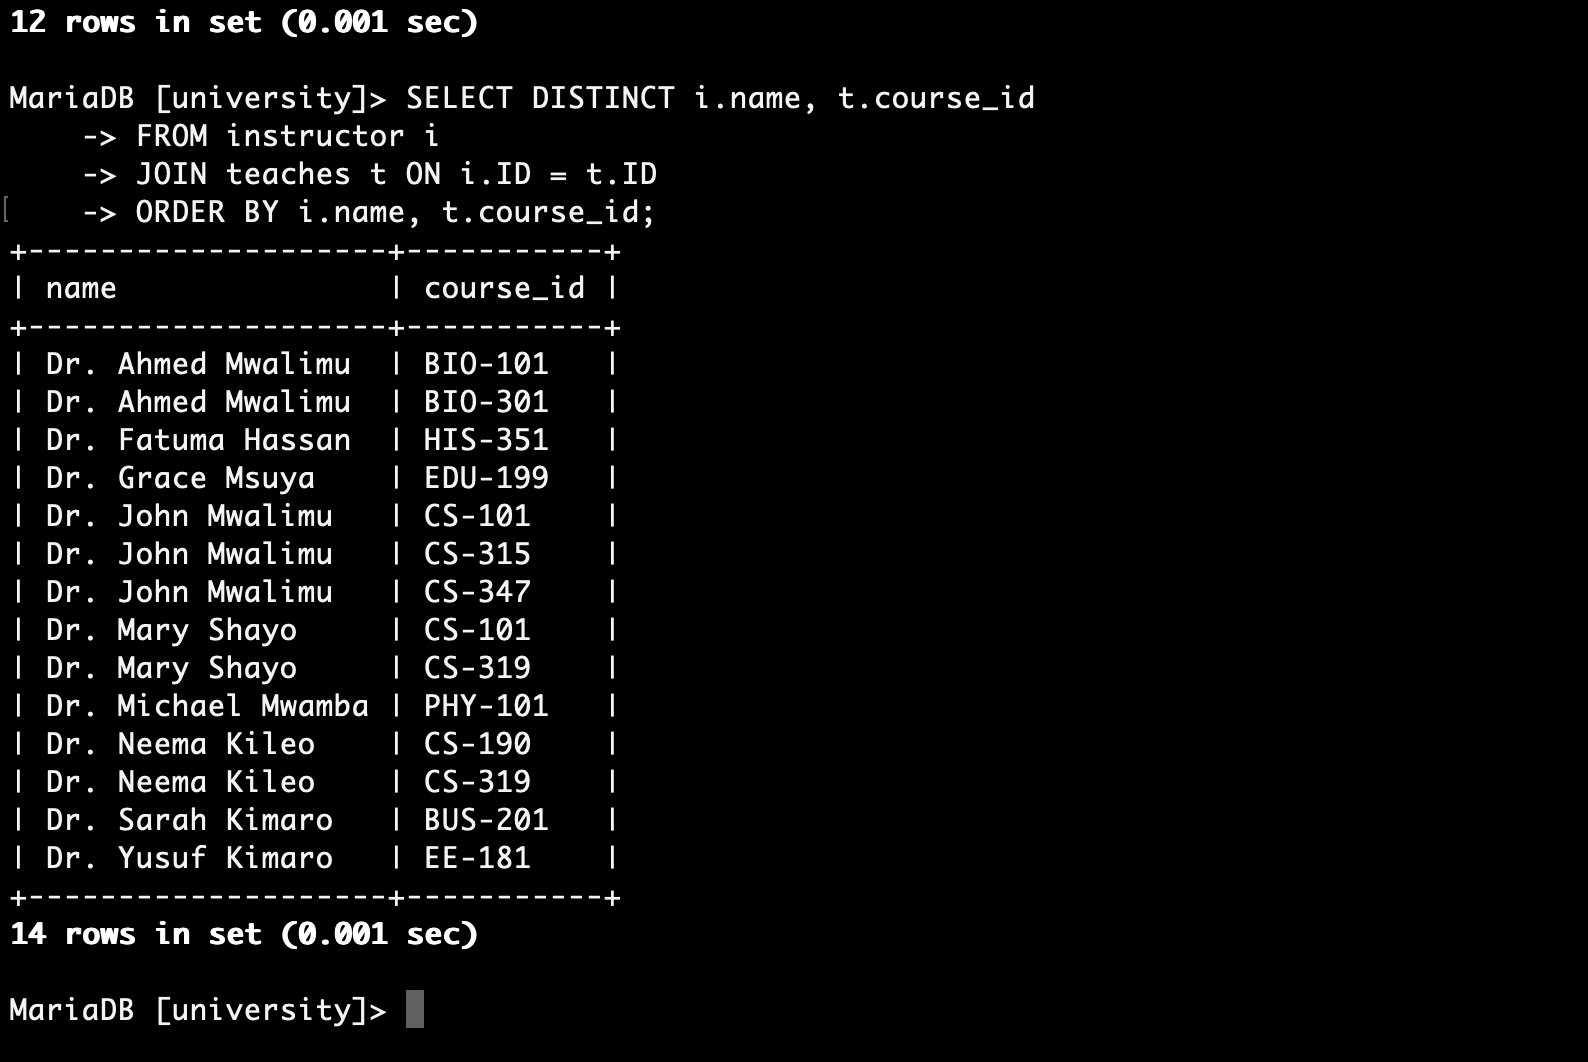 12 rows in set (0.001 sec)
MariaDB [university]> SELECT DISTINCT i.name, t.course_id
    -> FROM instructor i
    -> JOIN teaches t ON i.ID = t.ID
[    -> ORDER BY i.name, t.course_id;
+--------------------+-----------+
| name               | course_id |
+--------------------+-----------+
| Dr. Ahmed Mwalimu  | BIO-101   |
| Dr. Ahmed Mwalimu  | BIO-301   |
| Dr. Fatuma Hassan  | HIS-351   |
| Dr. Grace Msuya    | EDU-199   |
| Dr. John Mwalimu   | CS-101    |
| Dr. John Mwalimu   | CS-315    |
| Dr. John Mwalimu   | CS-347    |
| Dr. Mary Shayo     | CS-101    |
| Dr. Mary Shayo     | CS-319    |
| Dr. Michael Mwamba | PHY-101   |
| Dr. Neema Kileo    | CS-190    |
| Dr. Neema Kileo    | CS-319    |
| Dr. Sarah Kimaro   | BUS-201   |
| Dr. Yusuf Kimaro   | EE-181    |
+--------------------+-----------+
14 rows in set (0.001 sec)
MariaDB [university]>